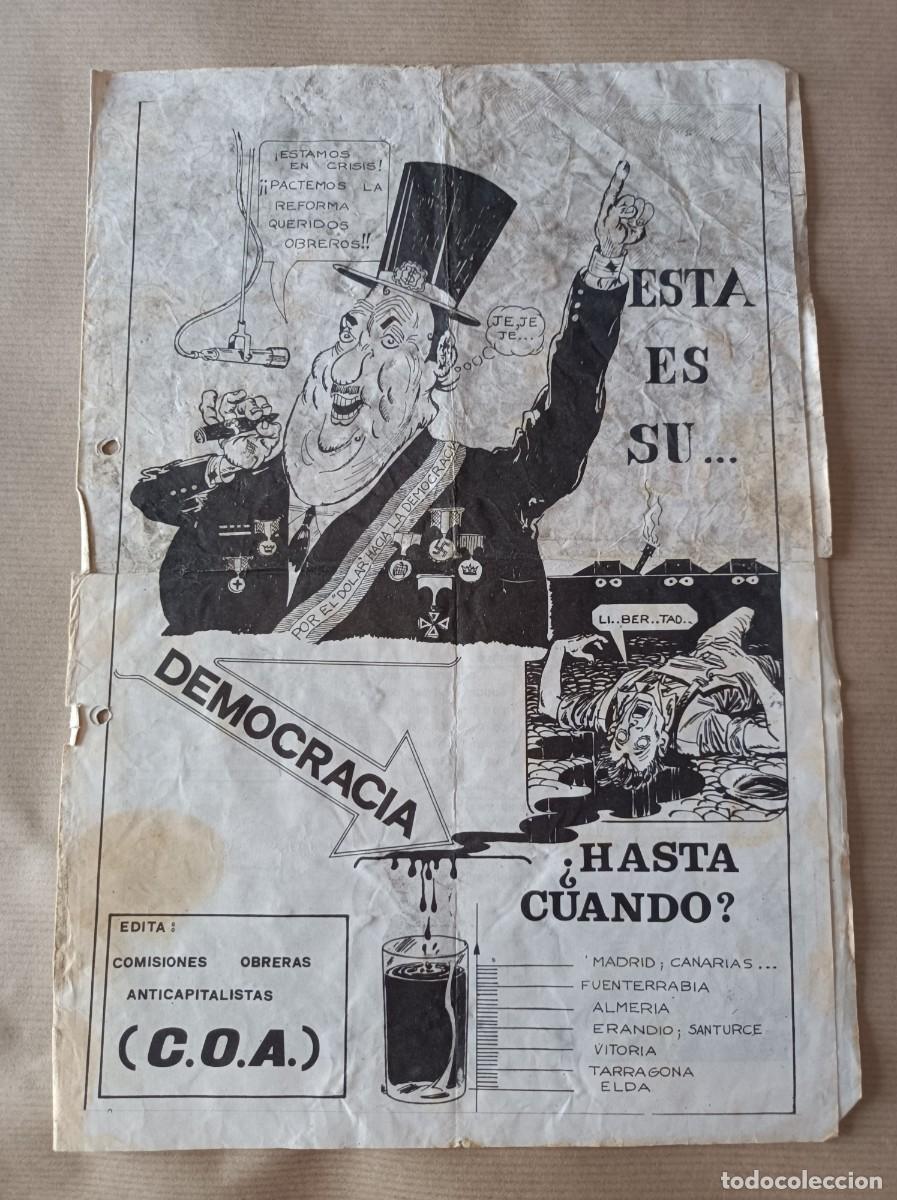 ¡ESTAMOS
EN CRISIS!
¡¡PACTEMOS LA
REFORMA
QUERIDOS
OBREROS!!
$
JE, JE
JE...
ESTA
ES
SU...
POR EL DOLAR HACIA LA DEMOCRACIA
LI..BER..TAD..
DEMOCRACIA
¿HASTA
CUANDO?
EDITA:
COMISIONES OBRERAS
ANTICAPITALISTAS
(C.O.A.)
MADRID; CANARIAS...
FUENTERRABIA
ALMERIA
ERANDIO; SANTURCE
VITORIA
TARRAGONA
ELDA
todocoleccion